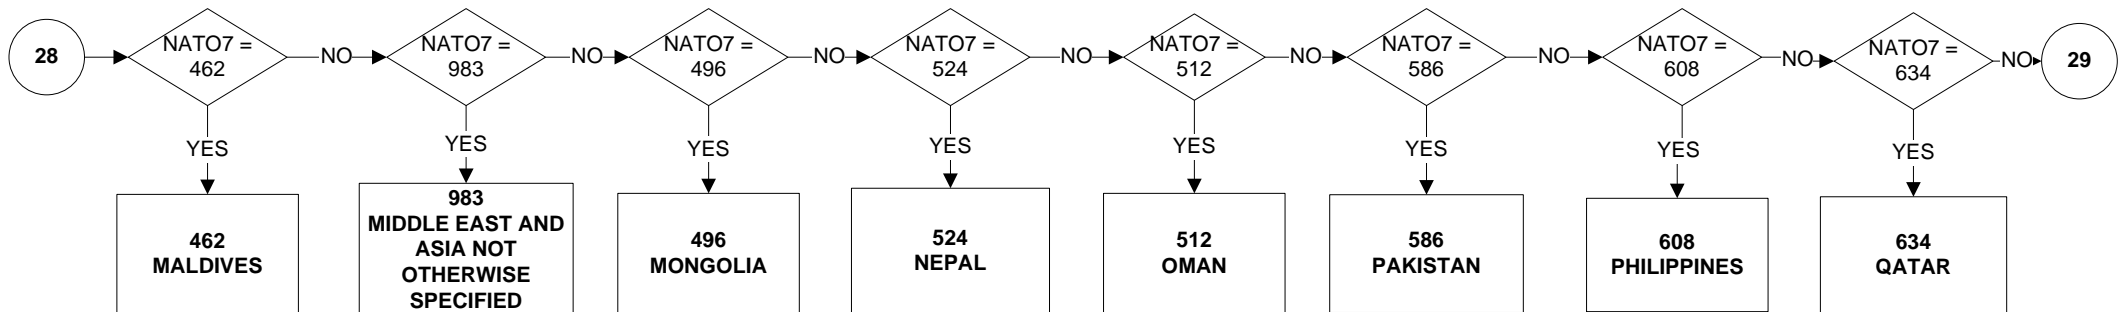 28
NATO7 =
462
NO
NATO7 =
983
NO
NATO7 =
496
NO
NATO7 =
524
NO
NATO7 =
512
NO
NATO7 =
586
NO
NATO7 =
608
NO
NATO7 =
634
NO
29
YES
YES
YES
YES
YES
YES
YES
YES
462
MALDIVES
983
MIDDLE EAST AND
ASIA NOT
OTHERWISE
SPECIFIED
496
MONGOLIA
524
NEPAL
512
OMAN
586
PAKISTAN
608
PHILIPPINES
634
QATAR